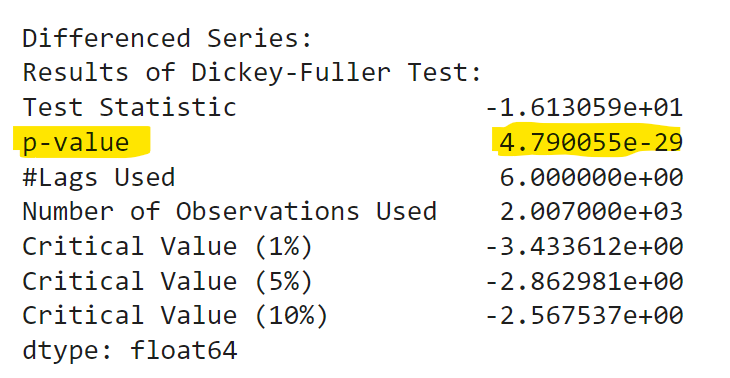 Differenced Series:
Results of Dickey-Fuller Test:
Test Statistic -1.613059e+01
p-value 4.790055e-29
#Lags Used 6.000000e+00
Number of Observations Used 2.007000e+03
Critical Value (1%) -3.433612e+00
Critical Value (5%) -2.862981e+00
Critical Value (10%) -2.567537e+00
dtype: float64